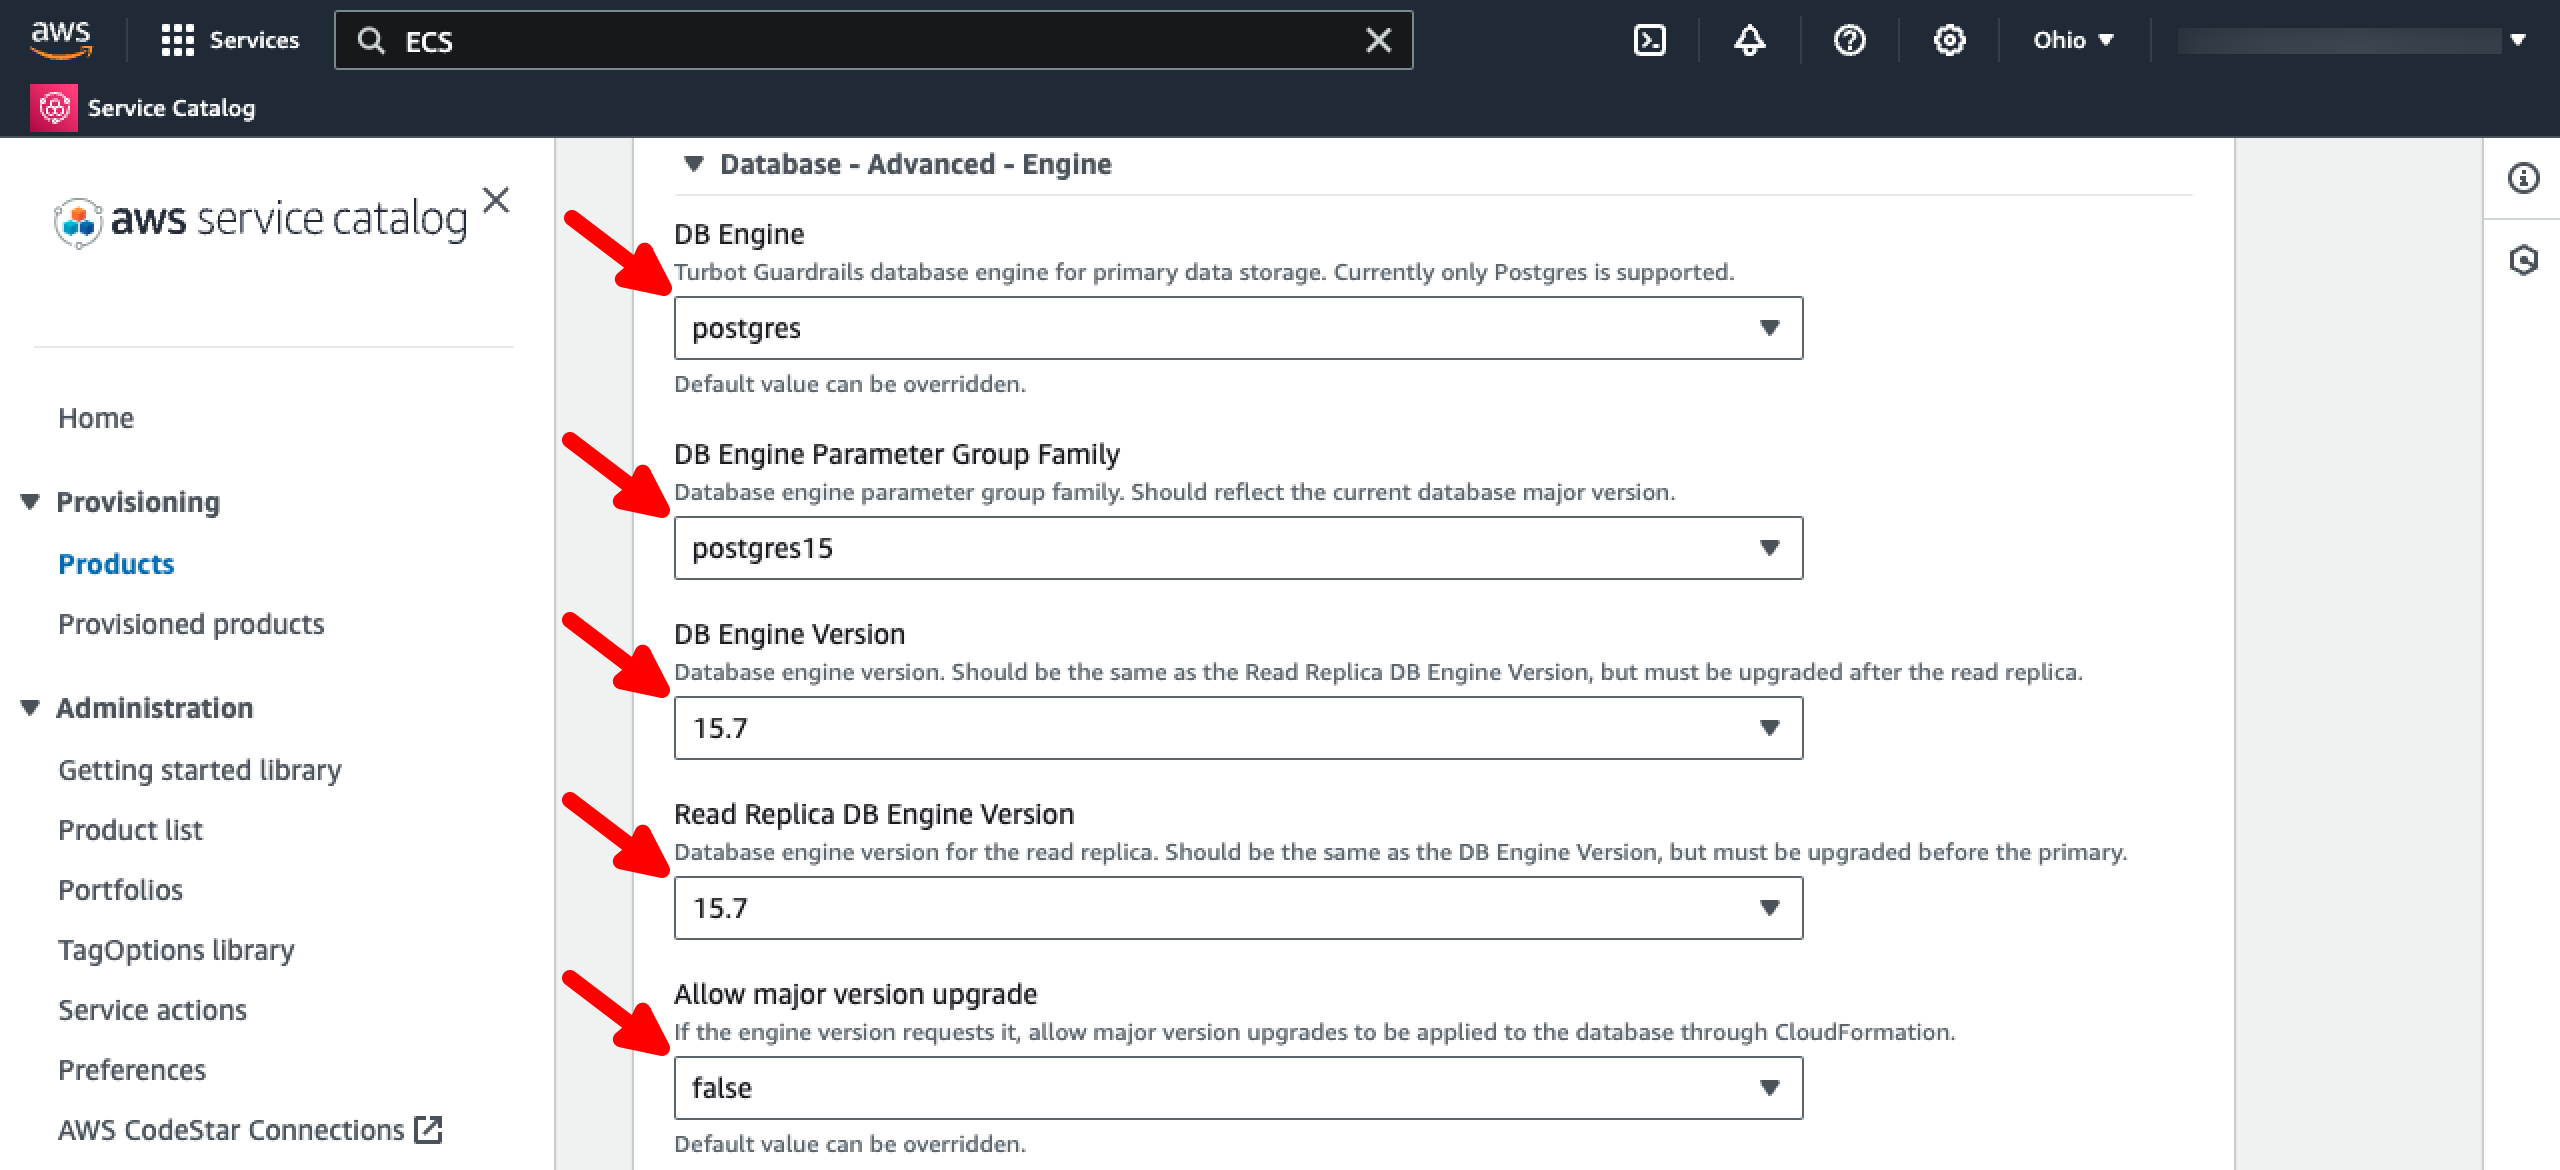 aws
Services
ECS
Ohio
Service Catalog
aws service catalog
Home
Provisioning
Products
Provisioned products
Administration
Getting started library
Product list
Portfolios
TagOptions library
Service actions
Preferences
AWS CodeStar Connections
Database - Advanced - Engine
DB Engine
Turbot Guardrails database engine for primary data storage. Currently only Postgres is supported.
postgres
Default value can be overridden.
DB Engine Parameter Group Family
Database engine parameter group family. Should reflect the current database major version.
postgres15
DB Engine Version
Database engine version. Should be the same as the Read Replica DB Engine Version, but must be upgraded after the read replica.
15.7
Read Replica DB Engine Version
Database engine version for the read replica. Should be the same as the DB Engine Version, but must be upgraded before the primary.
15.7
Allow major version upgrade
If the engine version requests it, allow major version upgrades to be applied to the database through CloudFormation.
false
Default value can be overridden.